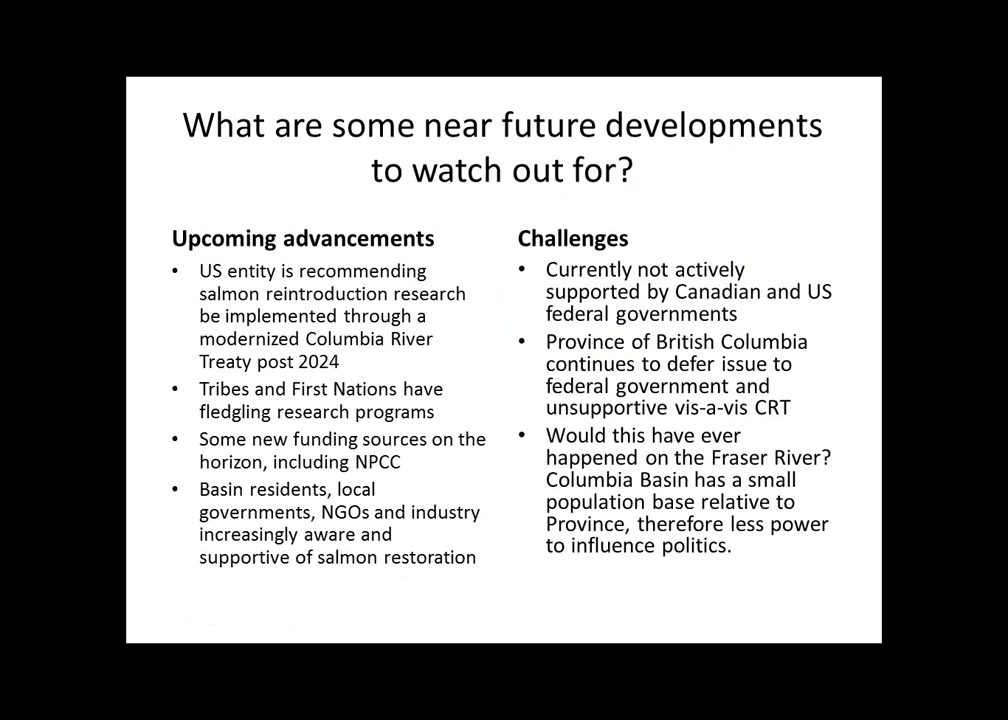 What are some near future developments
to watch out for?
Upcoming advancements
• US entity is recommending
salmon reintroduction research
be implemented through a
modernized Columbia River
Treaty post 2024
• Tribes and First Nations have
fledgling research programs
• Some new funding sources on the
horizon, including NPCC
• Basin residents, local
governments, NGOs and industry
increasingly aware and
supportive of salmon restoration
Challenges
• Currently not actively
supported by Canadian and US
federal governments
• Province of British Columbia
continues to defer issue to
federal government and
unsupportive vis-a-vis CRT
• Would this have ever
happened on the Fraser River?
Columbia Basin has a small
population base relative to
Province, therefore less power
to influence politics.